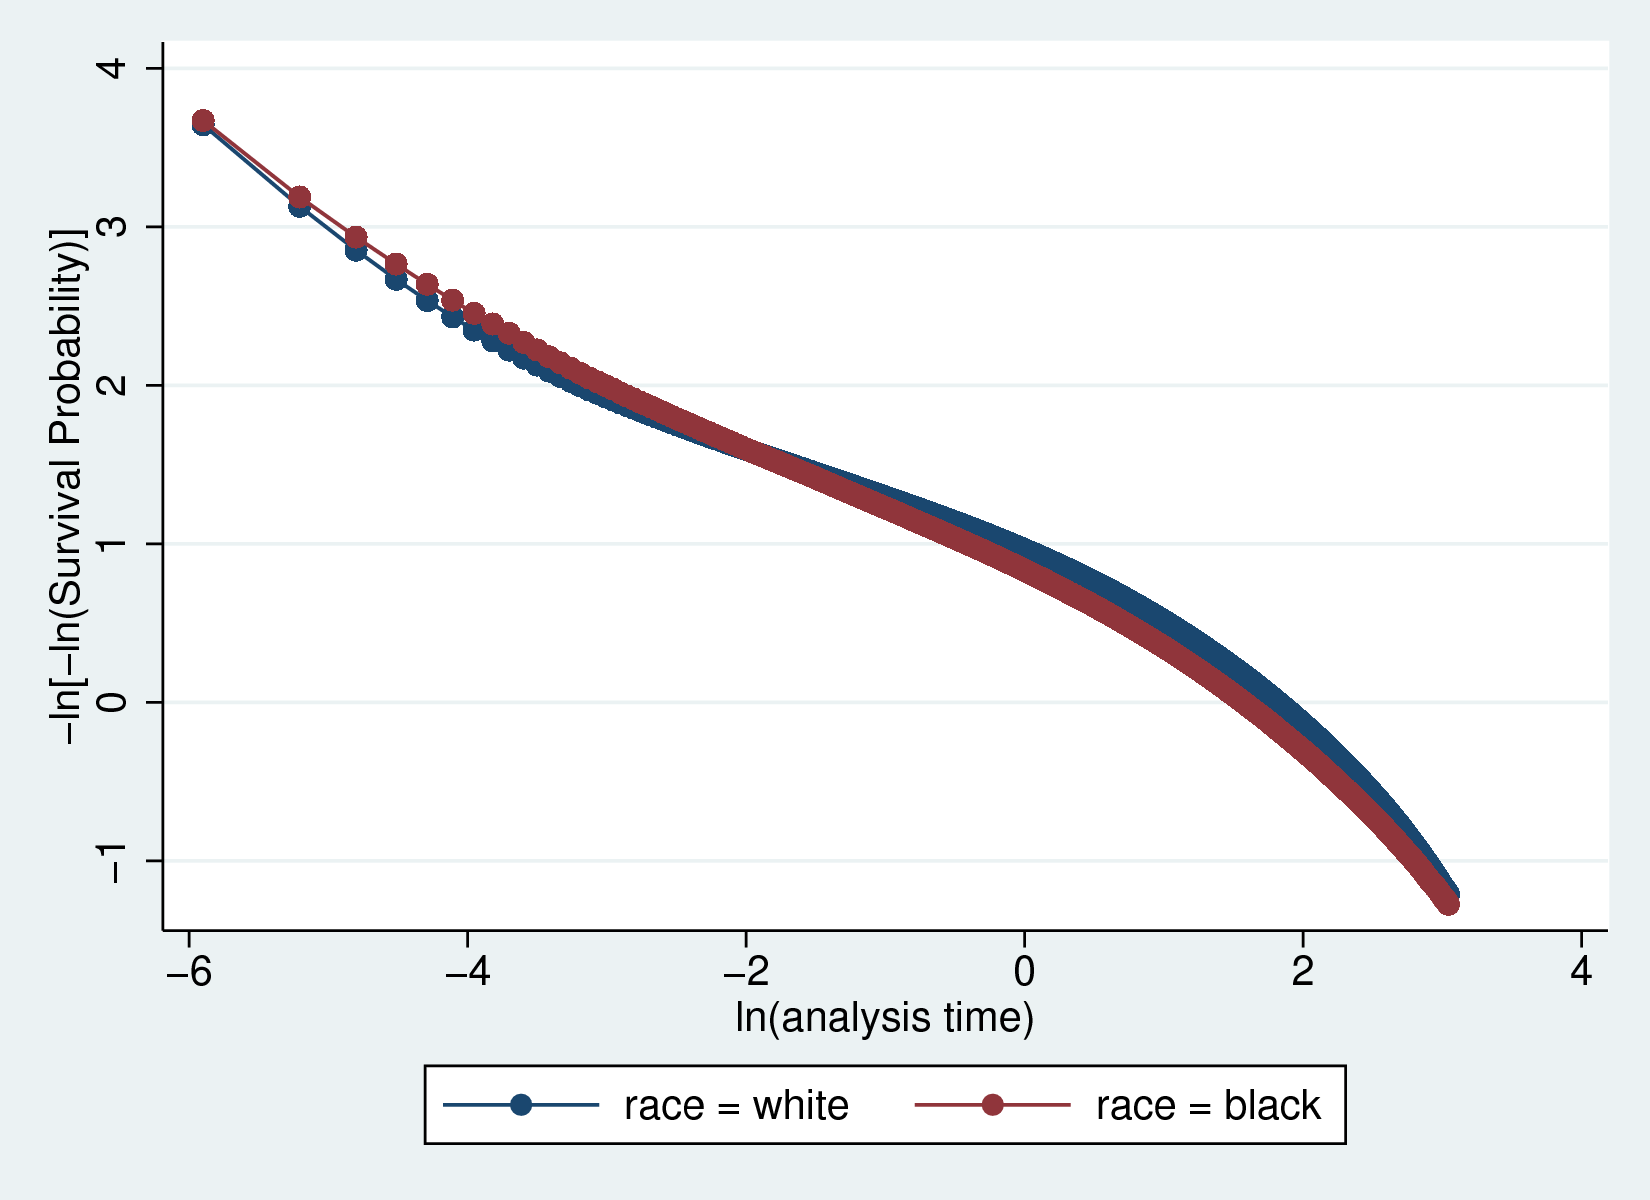 −ln[−ln(Survival Probability)]
4
3
2
1
0
−1
−6 −4 −2 0 2 4
ln(analysis time)
race = white race = black